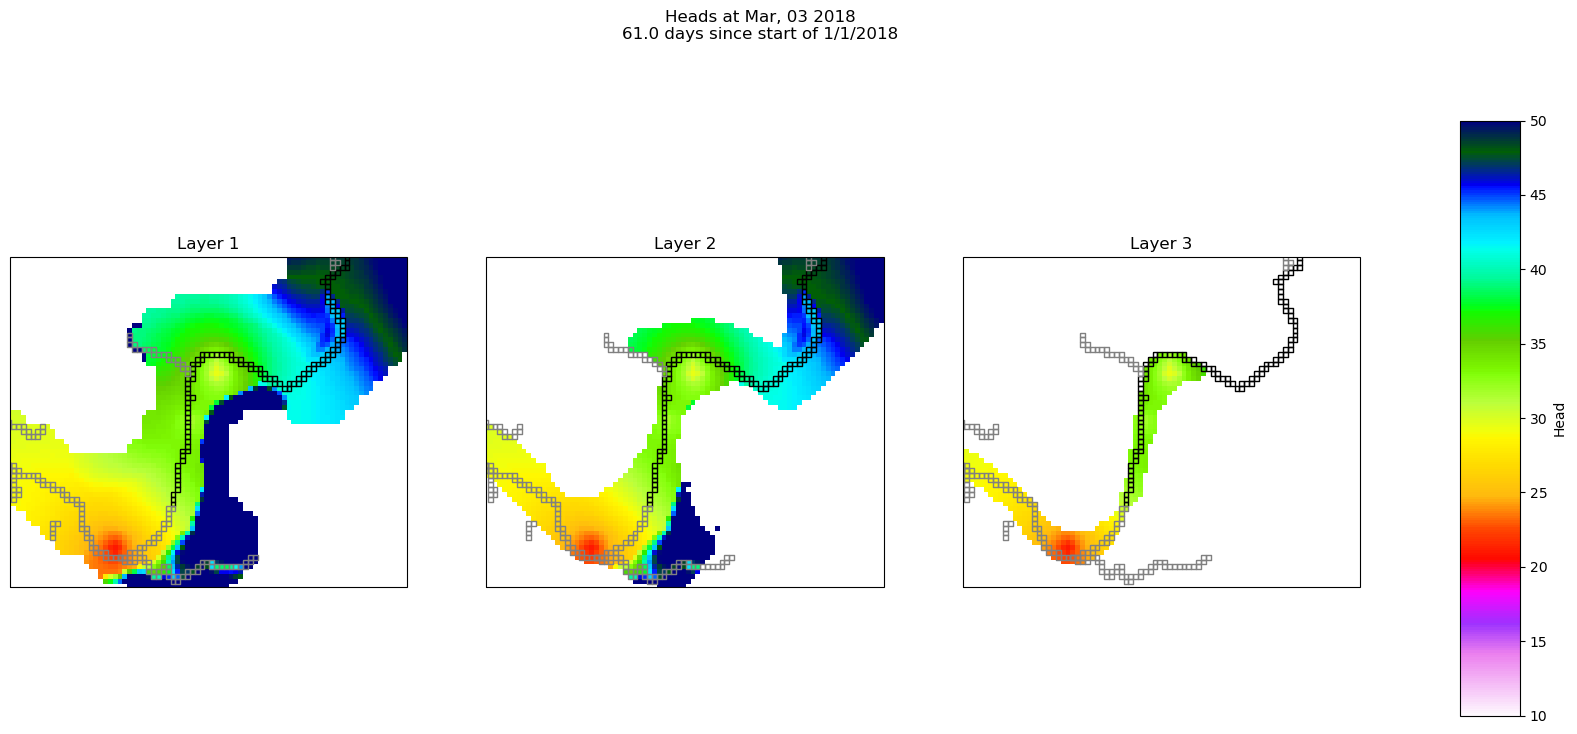 Heads at Mar, 03 2018
61.0 days since start of 1/1/2018
Layer 1
Layer 2
Layer 3
50
45
40
35
30
25
20
15
10
Head